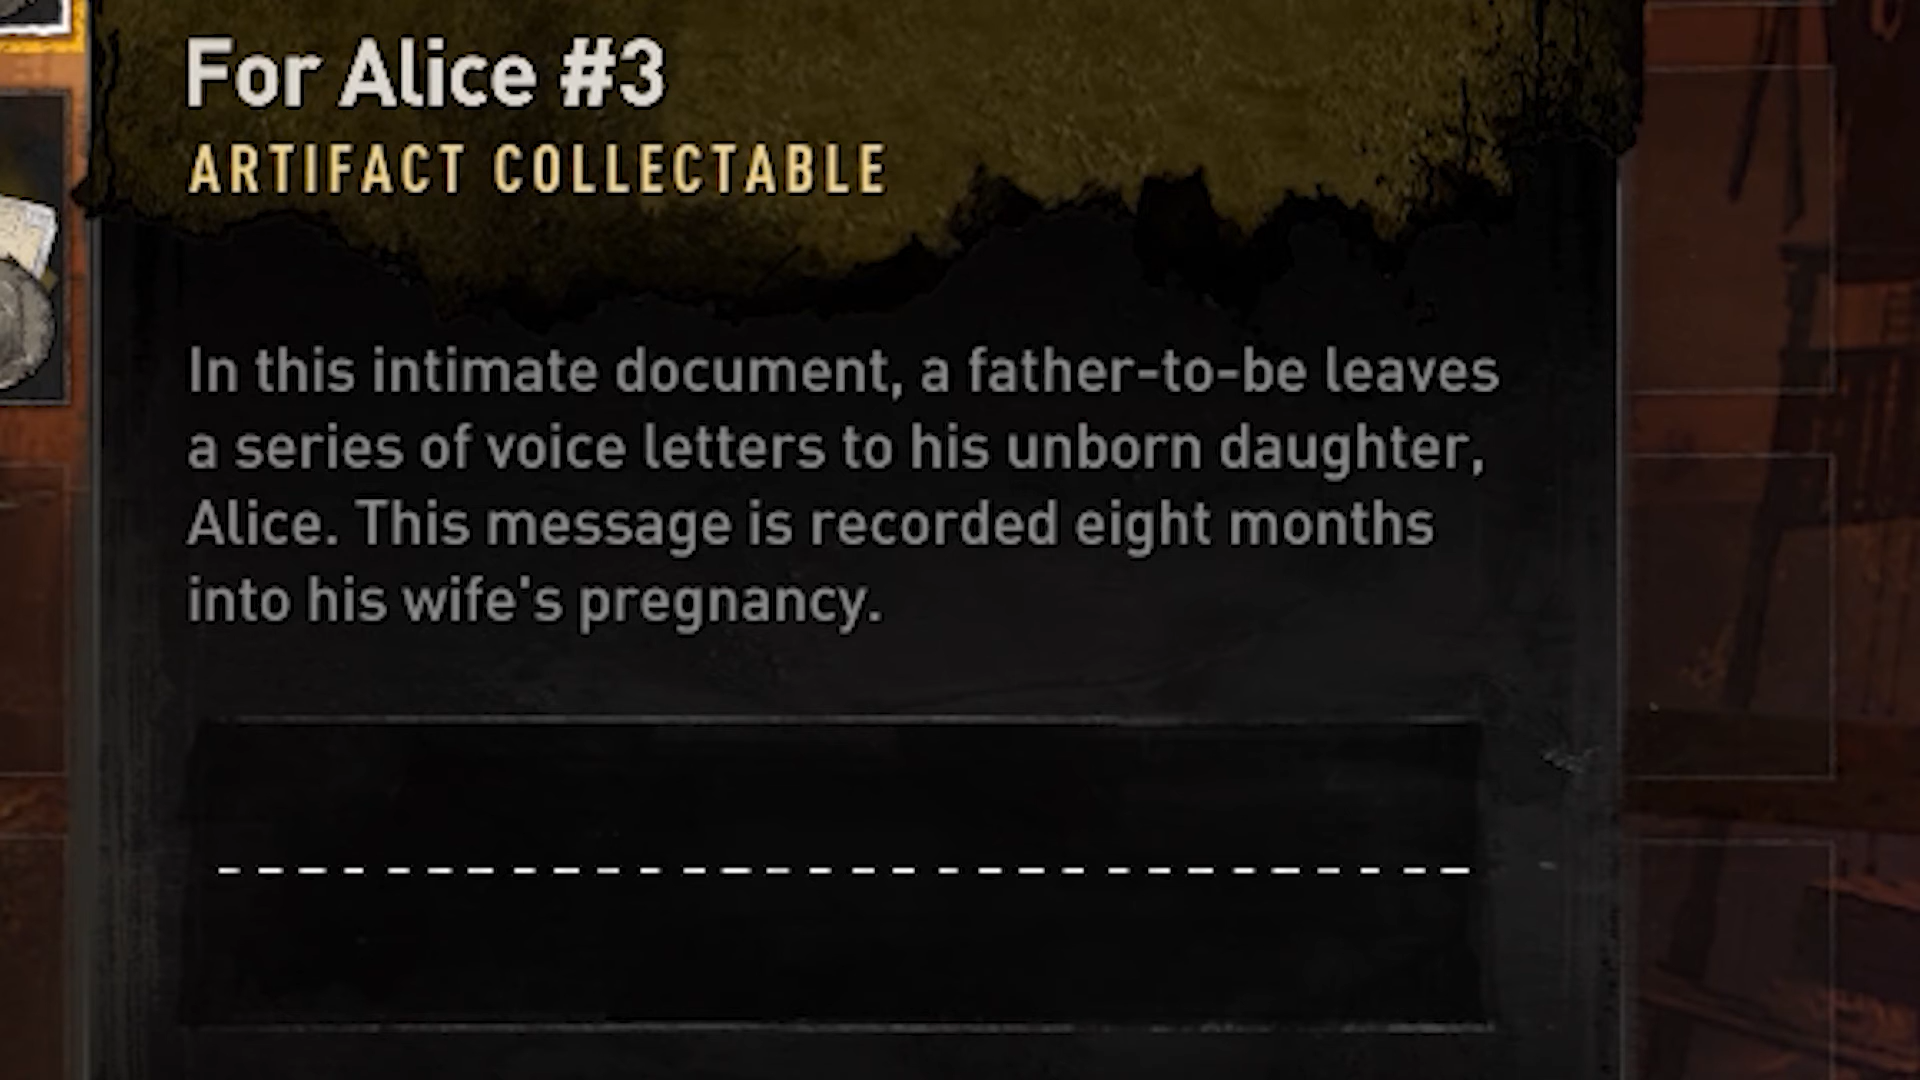 For Alice #3
ARTIFACT COLLECTABLE
In this intimate document, a father-to-be leaves
a series of voice letters to his unborn daughter,
Alice. This message is recorded eight months
into his wife's pregnancy.